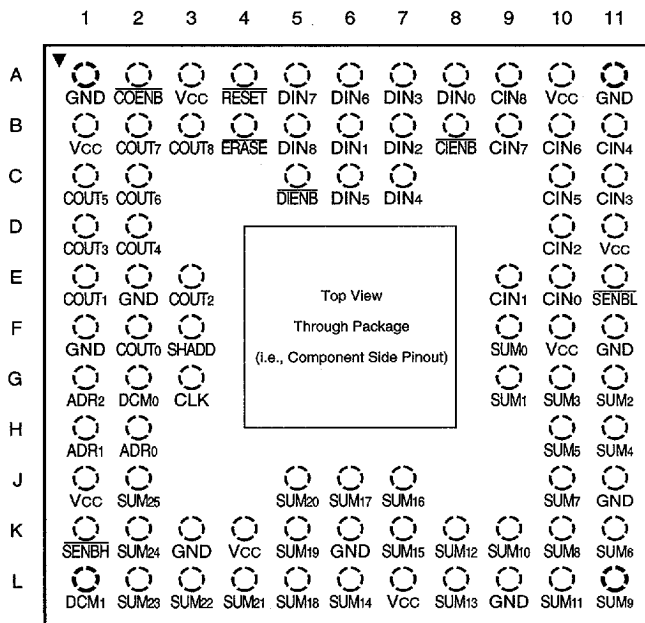 1 2 3 4 5 6 7 8 9 10 11
A
GND COENB VCC RESET DIN7 DIN6 DIN3 DIN0 CIN8 VCC GND
B
VCC COUT7 COUT8 ERASE DIN8 DIN1 DIN2 CIENB CIN7 CIN6 CIN4
C
COUT5 COUT6 DIENB DIN5 DIN4 CIN5 CIN3
D
COUT3 COUT4 CIN2 VCC
E
COUT1 GND COUT2 CIN1 CIN0 SENBL
Top View
Through Package
(i.e., Component Side Pinout)
F
GND COUT0 SHADD SUM0 VCC GND
G
ADR2 DCM0 CLK SUM1 SUM3 SUM2
H
ADR1 ADR0 SUM5 SUM4
J
VCC SUM25 SUM20 SUM17 SUM16 SUM7 GND
K
SENBH SUM24 GND VCC SUM19 GND SUM15 SUM12 SUM10 SUM8 SUM6
L
DCM1 SUM23 SUM22 SUM21 SUM18 SUM14 VCC SUM13 GND SUM11 SUM9